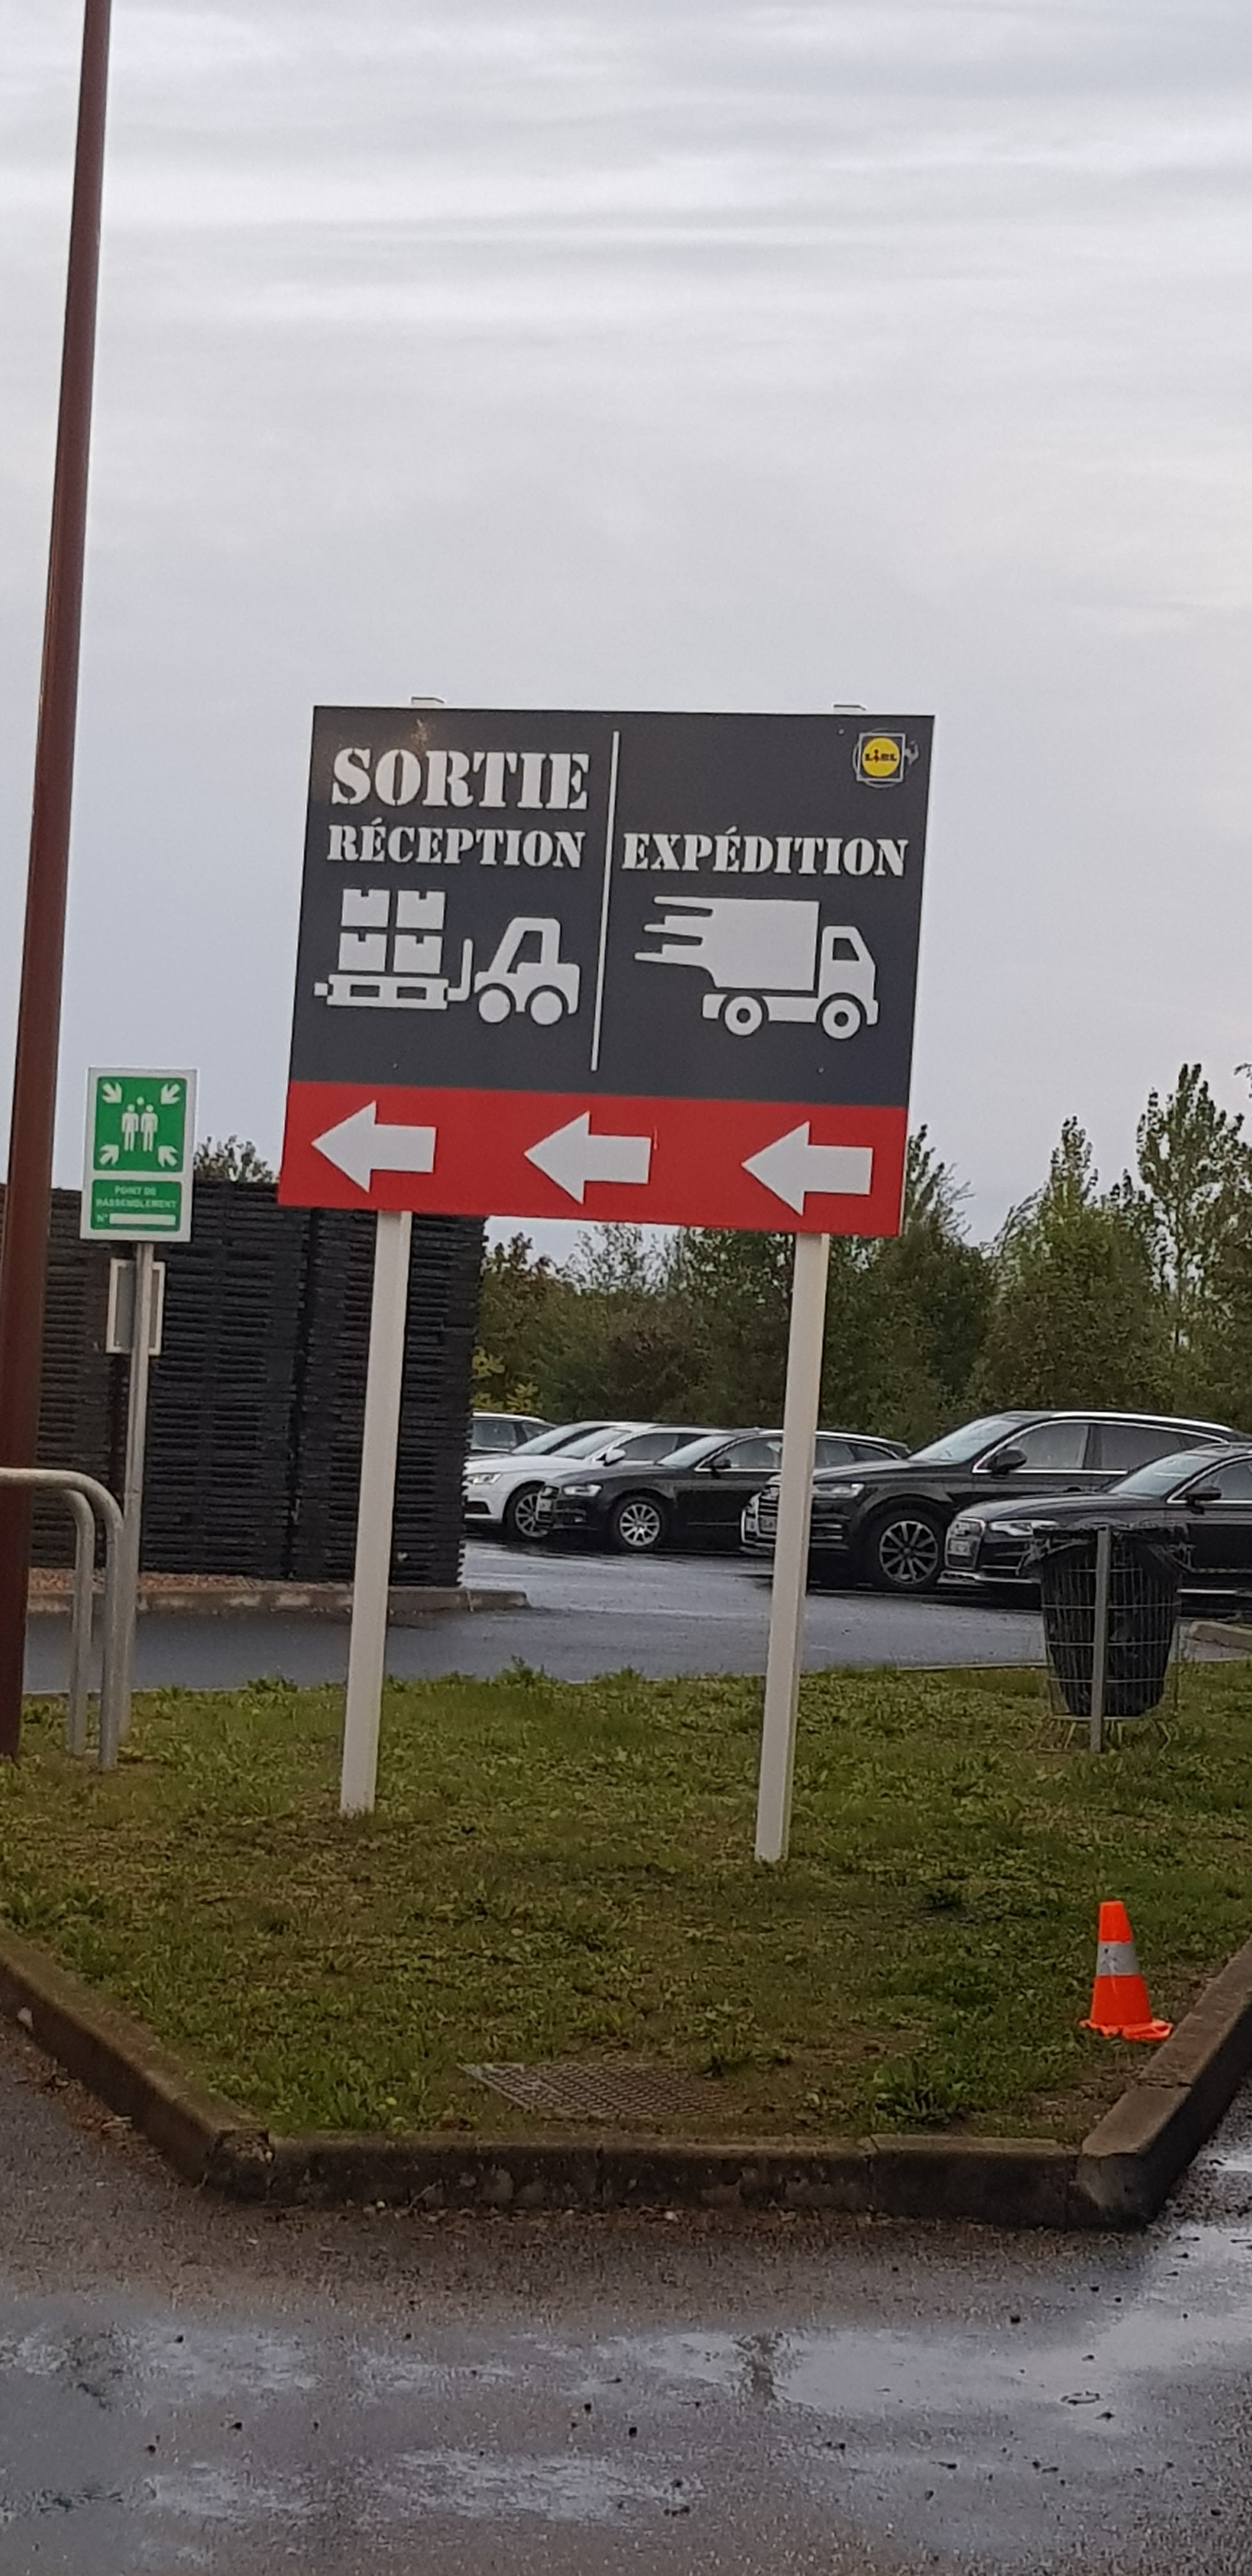 SORTIE
RÉCEPTION
EXPÉDITION
LIDL
POINT DE
RASSEMBLEMENT
N°